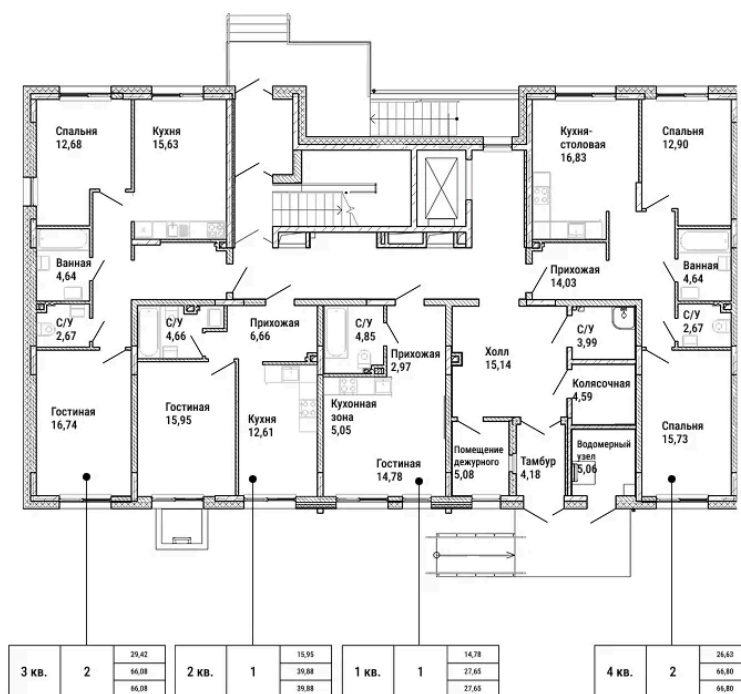 Спальня
12,68
Кухня
15,63
Кухня-
столовая
16,83
Спальня
12,90
Ванная
4,64
Прихожая
14,03
Ванная
4,64
С/У
2,67
С/У
4,66
Прихожая
6,66
С/У
4,85
Прихожая
2,97
Холл
15,14
С/У
3,99
С/У
2,67
Гостиная
16,74
Гостиная
15,95
Кухня
12,61
Кухонная
зона
5,05
Колясочная
4,59
Спальня
15,73
Гостиная
14,78
Помещение
дежурного
5,08
Тамбур
4,18
Водомерный
узел
5,06
3 кв.
2
29,42
66,08
66,08
2 кв.
1
15,95
39,88
39,88
1 кв.
1
14,78
27,65
27,65
4 кв.
2
26,63
66,80
66,80